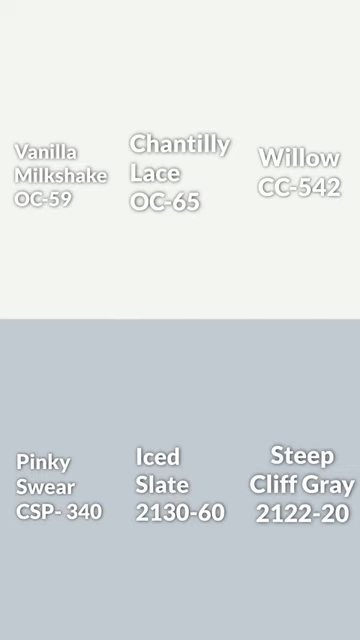 Vanilla
Milkshake
OC-59
Chantilly
Lace
OC-65
Willow
CC-542
Pinky
Swear
CSP- 340
Iced
Slate
2130-60
Steep
Cliff Gray
2122-20